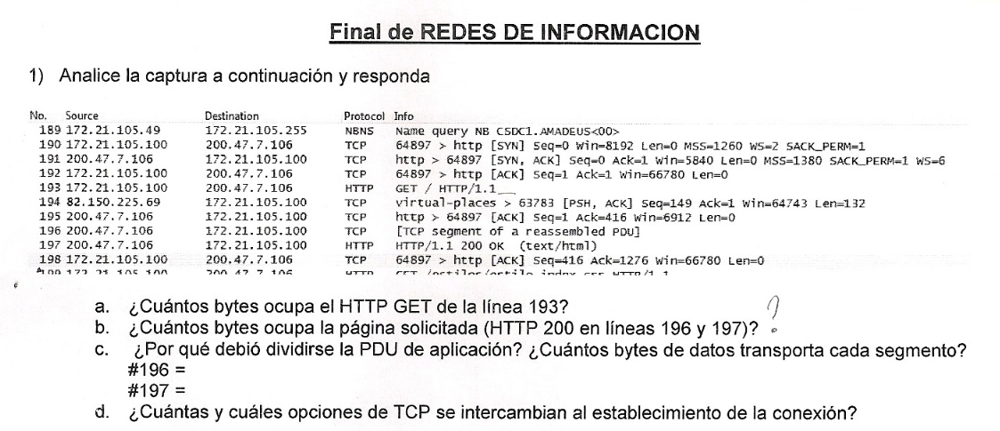 Final de REDES DE INFORMACION
1) Analice la captura a continuación y responda
No. Source Destination Protocol Info
189 172.21.105.49 172.21.105.255 NBNS Name query NB CSDC1.AMADEUS<00>
190 172.21.105.100 200.47.7.106 TCP 64897 > http [SYN] Seq=0 Win=8192 Len=0 MSS=1260 WS=2 SACK_PERM=1
191 200.47.7.106 172.21.105.100 TCP http > 64897 [SYN, ACK] Seq=0 Ack=1 Win=5840 Len=0 MSS=1380 SACK_PERM=1 WS=6
192 172.21.105.100 200.47.7.106 TCP 64897 > http [ACK] Seq=1 Ack=1 Win=66780 Len=0
193 172.21.105.100 200.47.7.106 HTTP GET / HTTP/1.1
194 82.150.225.69 172.21.105.100 TCP virtual-places > 63783 [PSH, ACK] Seq=149 Ack=1 Win=64743 Len=132
195 200.47.7.106 172.21.105.100 TCP http > 64897 [ACK] Seq=1 Ack=416 Win=6912 Len=0
196 200.47.7.106 172.21.105.100 TCP [TCP segment of a reassembled PDU]
197 200.47.7.106 172.21.105.100 HTTP HTTP/1.1 200 OK (text/html)
198 172.21.105.100 200.47.7.106 TCP 64897 > http [ACK] Seq=416 Ack=1276 Win=66780 Len=0
a. ¿Cuántos bytes ocupa el HTTP GET de la línea 193?
b. ¿Cuántos bytes ocupa la página solicitada (HTTP 200 en líneas 196 y 197)? ?
c. ¿Por qué debió dividirse la PDU de aplicación? ¿Cuántos bytes de datos transporta cada segmento?
#196 =
#197 =
d. ¿Cuántas y cuáles opciones de TCP se intercambian al establecimiento de la conexión?